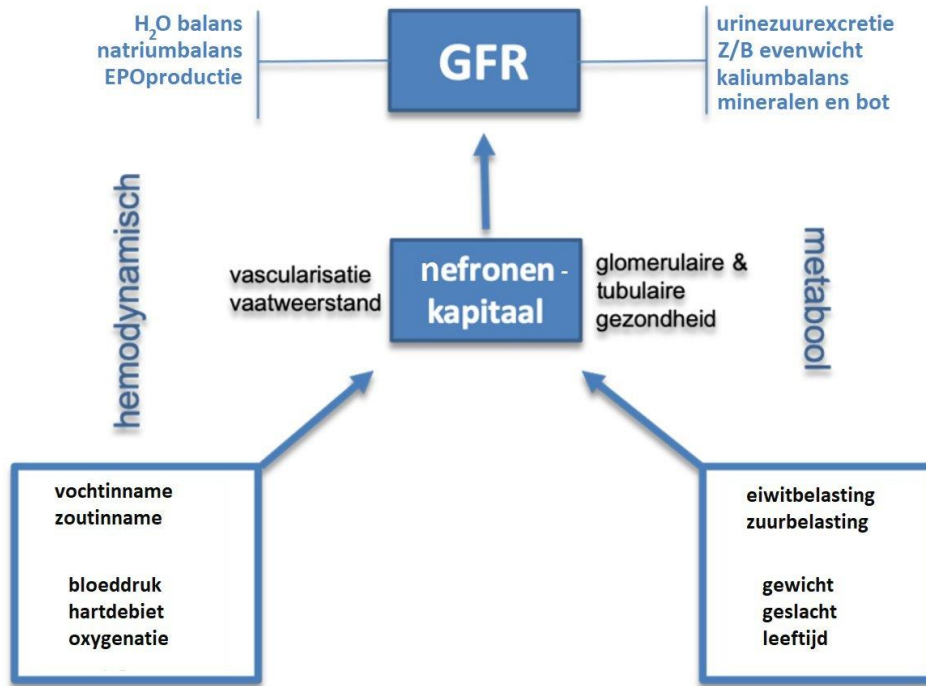 H₂O balans
natriumbalans
EPOproductie
GFR
urinezuurexcretie
Z/B evenwicht
kaliumbalans
mineralen en bot
hemodynamisch
vascularisatie
vaatweerstand
nefronen -
kapitaal
glomerulaire &
tubulaire
gezondheid
metabool
vochtinname
zoutinname
bloeddruk
hartdebiet
oxygenatie
eiwitbelasting
zuurbelasting
gewicht
geslacht
leeftijd